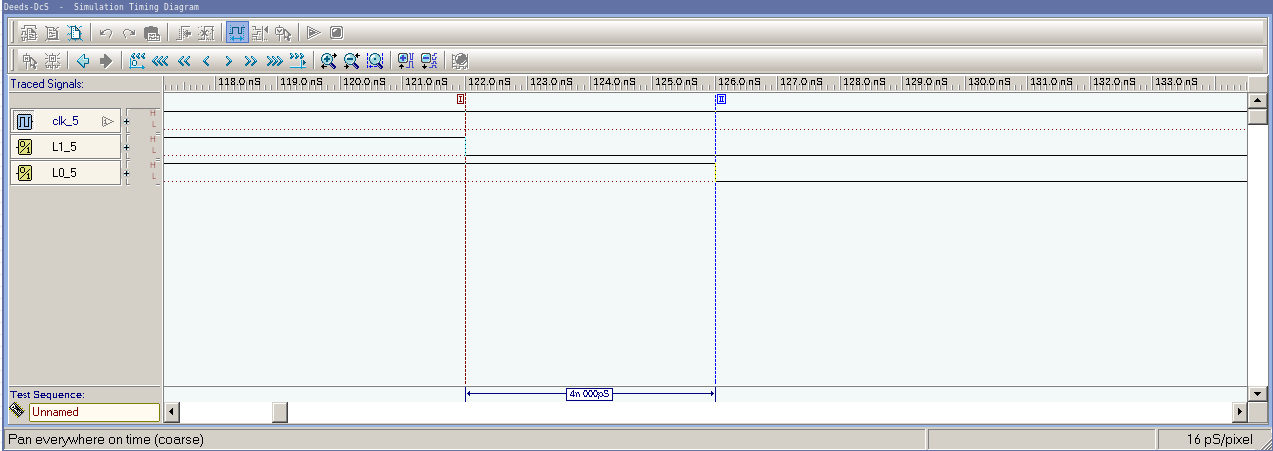 Deeds-DcS - Simulation Timing Diagram
Traced Signals: 118.0 nS 119.0 nS 120.0 nS 121.0 nS 122.0 nS 123.0 nS 124.0 nS 125.0 nS 126.0 nS 127.0 nS 128.0 nS 129.0 nS 130.0 nS 131.0 nS 132.0 nS 133.0 nS
I II
clk_5 H L
L1_5 H L
L0_5 H L
4n 000pS
Test Sequence:
Unnamed
Pan everywhere on time (coarse) 16 pS/pixel